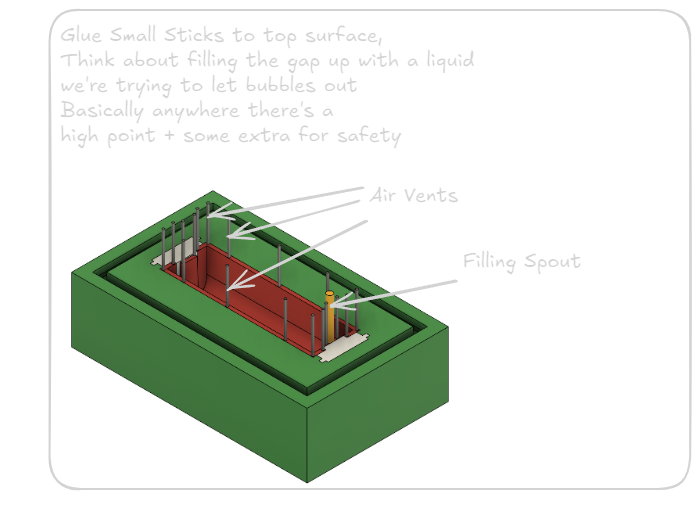 Glue Small Sticks to top surface,
Think about filling the gap up with a liquid
we're trying to let bubbles out
Basically anywhere there's a
high point + some extra for safety
Air Vents
Filling Spout